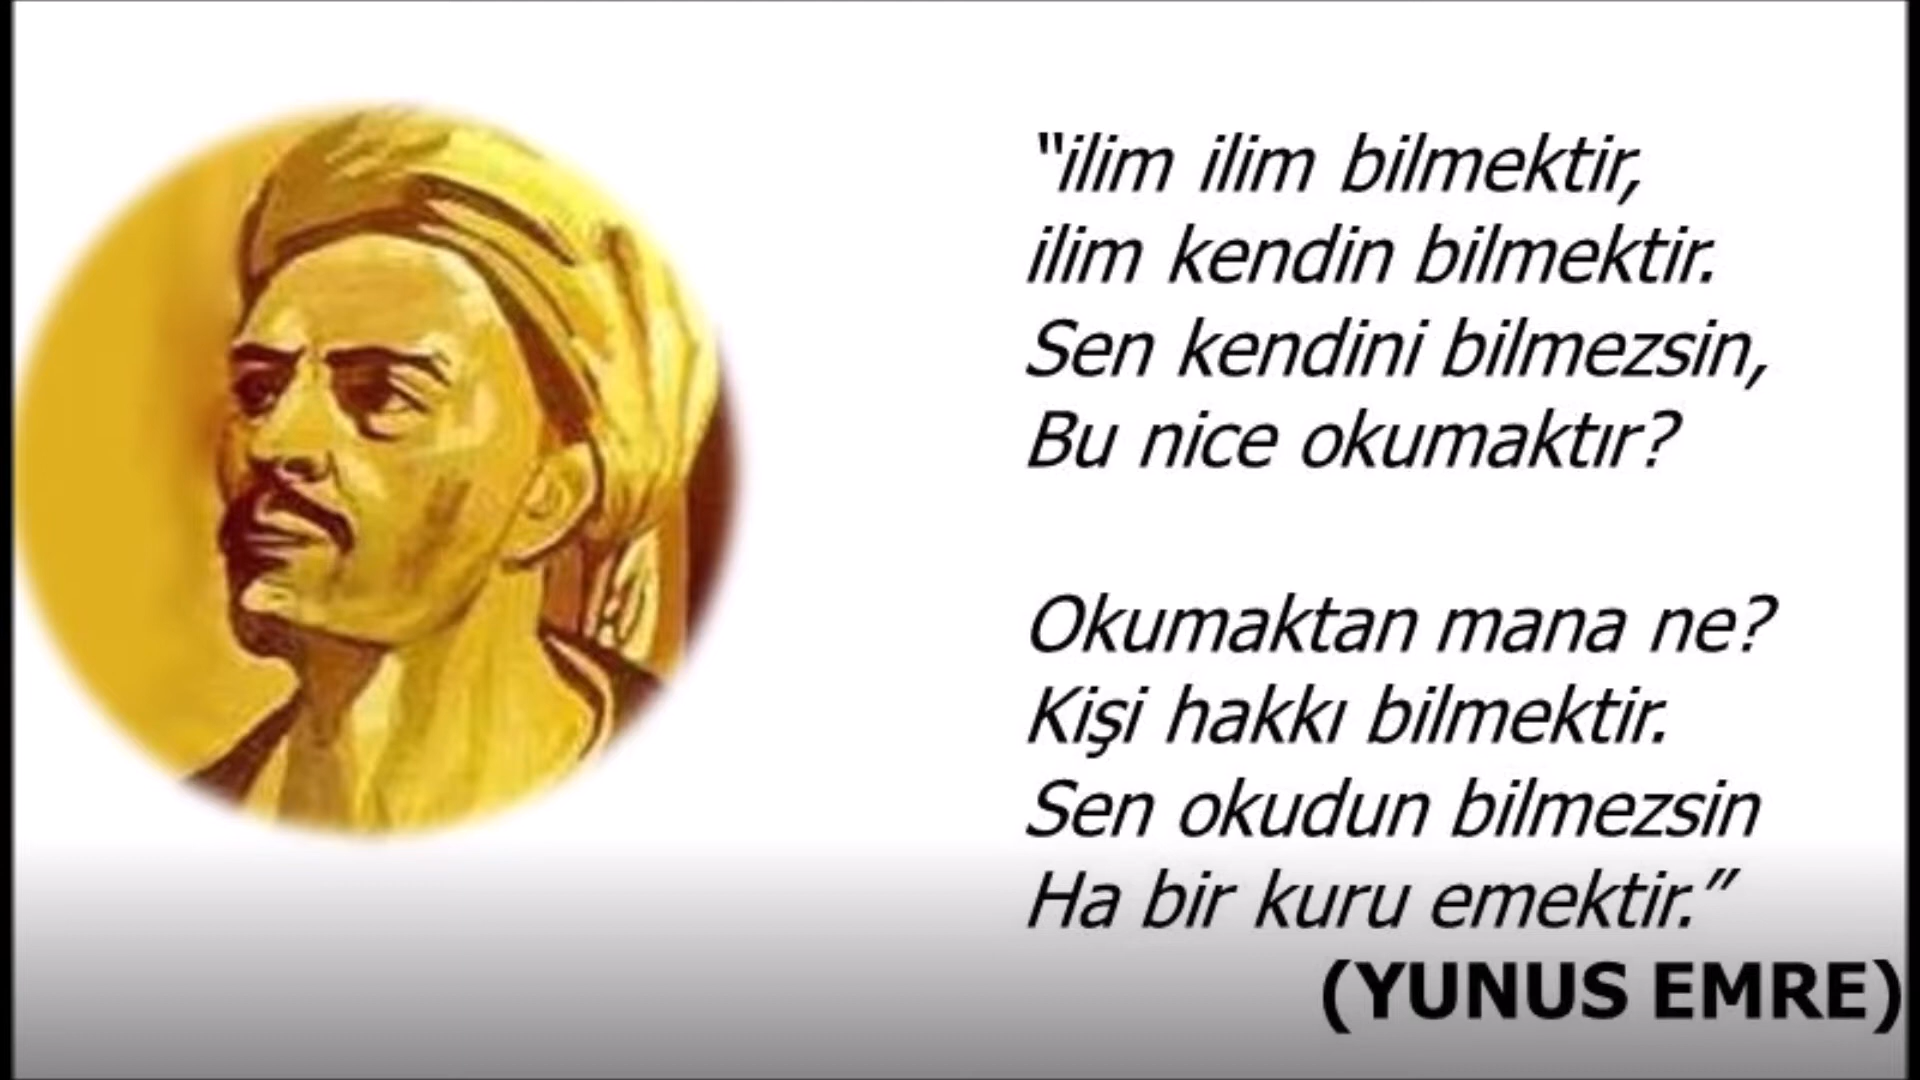 “ilim ilim bilmektir,
ilim kendin bilmektir.
Sen kendini bilmezsin,
Bu nice okumaktır?
Okumaktan mana ne?
Kişi hakkı bilmektir.
Sen okudun bilmezsin
Ha bir kuru emektir.”
(YUNUS EMRE)